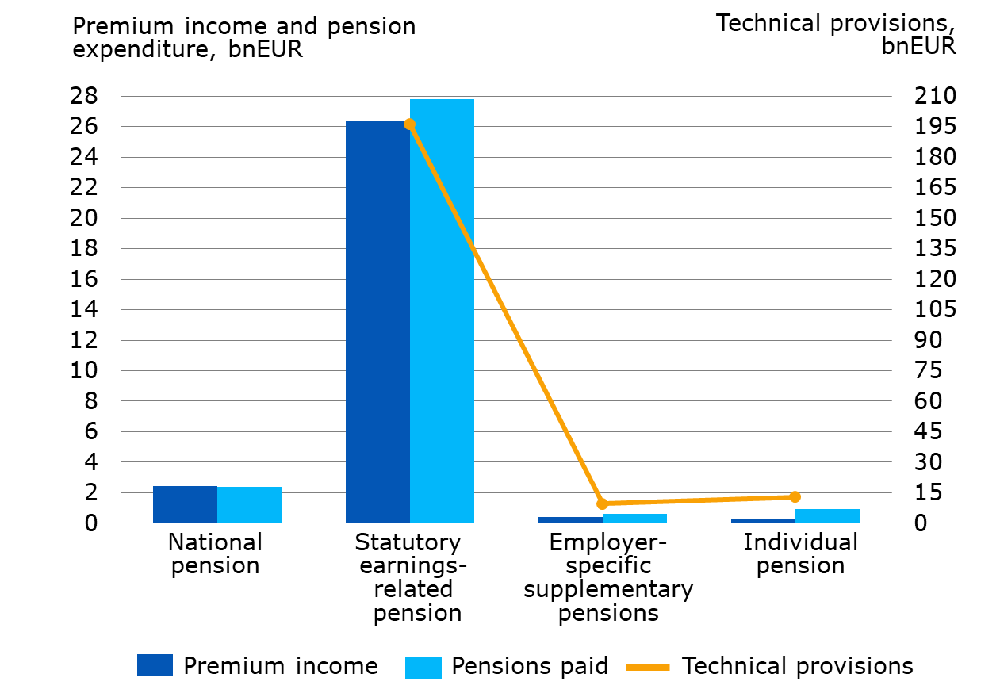 Premium income and pension
expenditure, bnEUR
Technical provisions,
bnEUR
28
26
24
22
20
18
16
14
12
10
8
6
4
2
0
210
195
180
165
150
135
120
105
90
75
60
45
30
15
0
National
pension
Statutory
earnings-
related
pension
Employer-
specific
supplementary
pensions
Individual
pension
Premium income
Pensions paid
Technical provisions